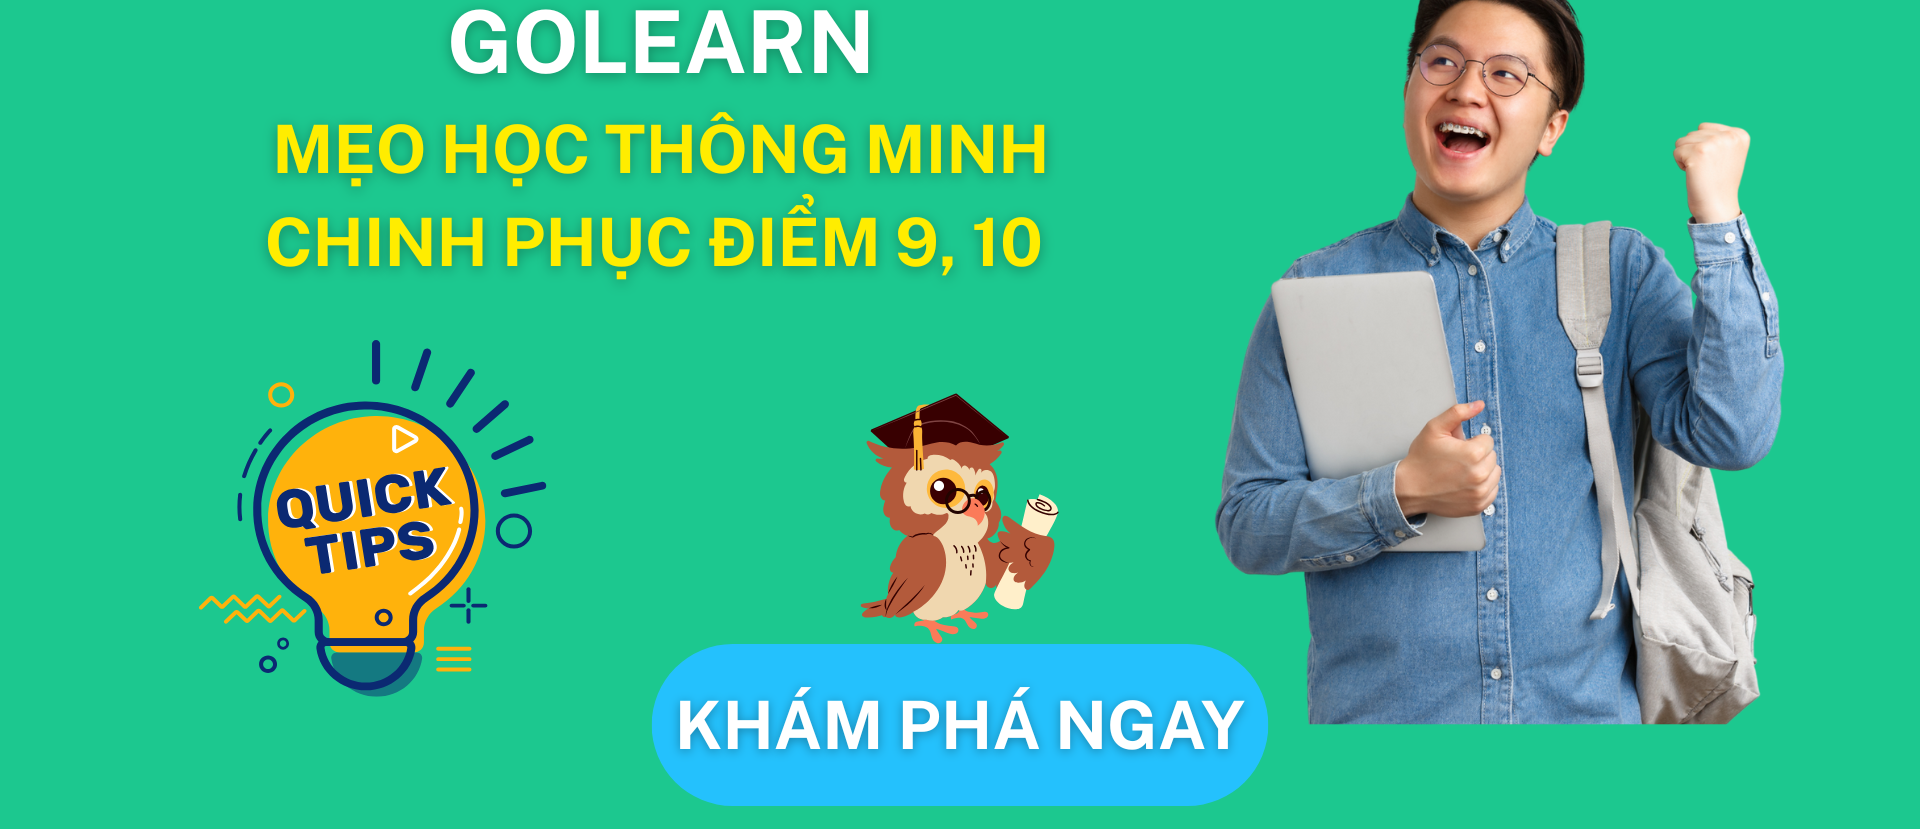 GOLEARN
MẸO HỌC THÔNG MINH
CHINH PHỤC ĐIỂM 9, 10
QUICK
TIPS
KHÁM PHÁ NGAY